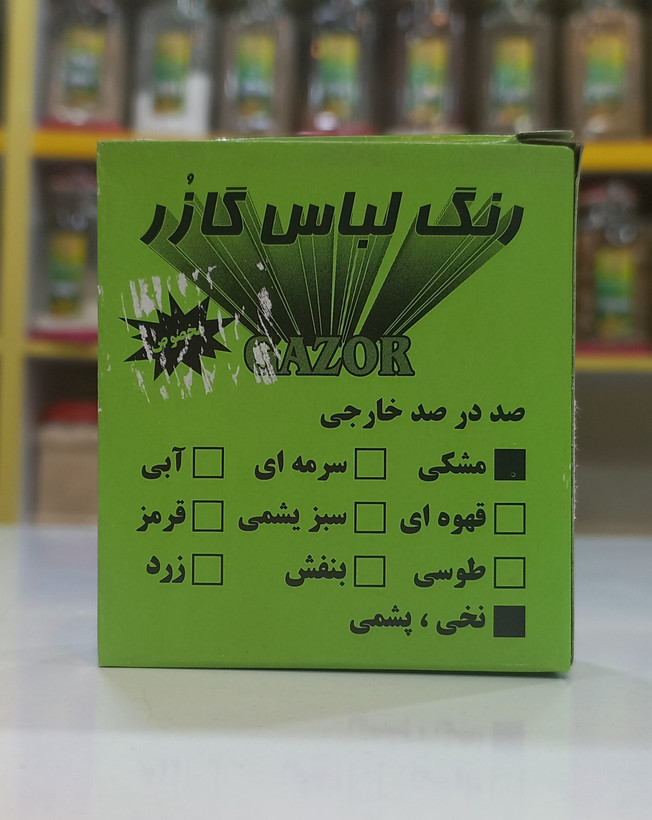 رنگ لباس گازُر
مخصوص
GAZOR
صد در صد خارجی
مشکی سرمه ای آبی
قهوه ای سبز یشمی قرمز
طوسی بنفش زرد
نخی ، پشمی